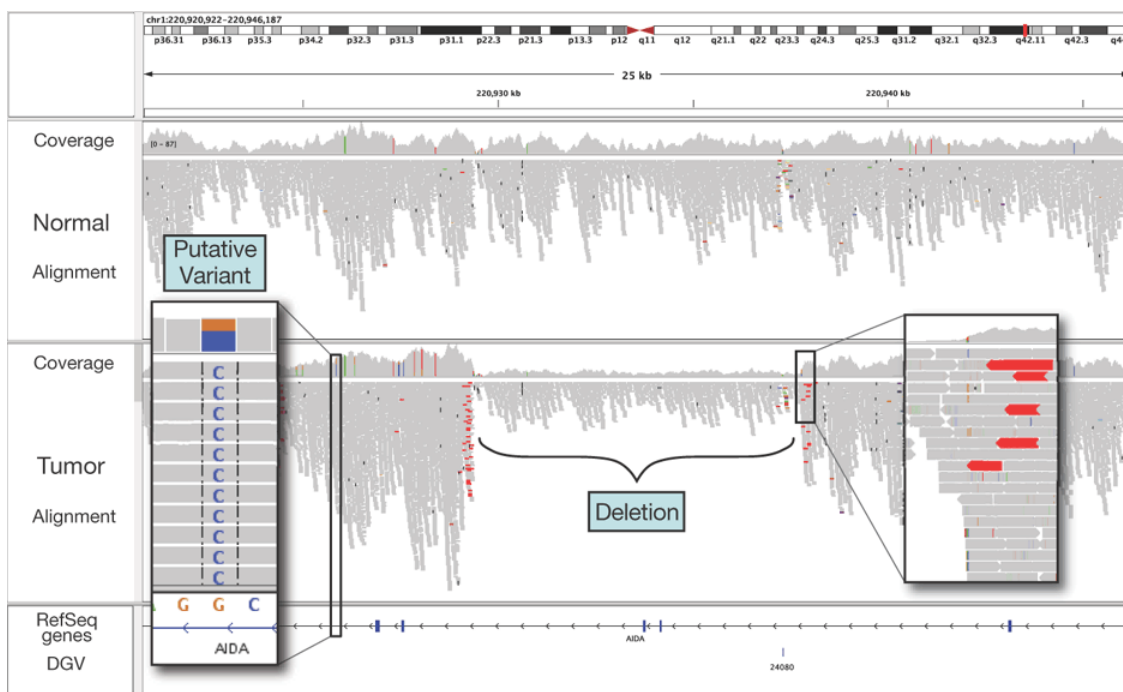 chr1:220,920,922-220,946,187
p36.31 p36.13 p35.3 p34.2 p32.3 p31.3 p31.1 p22.3 p21.3 p13.3 p12 q11 q12 q21.1 q22 q23.3 q24.3 q25.3 q31.2 q32.1 q32.3 q42.11 q42.3 q4
25 kb
220,930 kb 220,940 kb
Coverage
[0 - 87]
Normal
Alignment
Putative
Variant
Coverage
C
C
C
C
C
Tumor
C
C
C
Deletion
Alignment
C
C
C
G G C
RefSeq
genes
AIDA
AIDA
DGV
24080